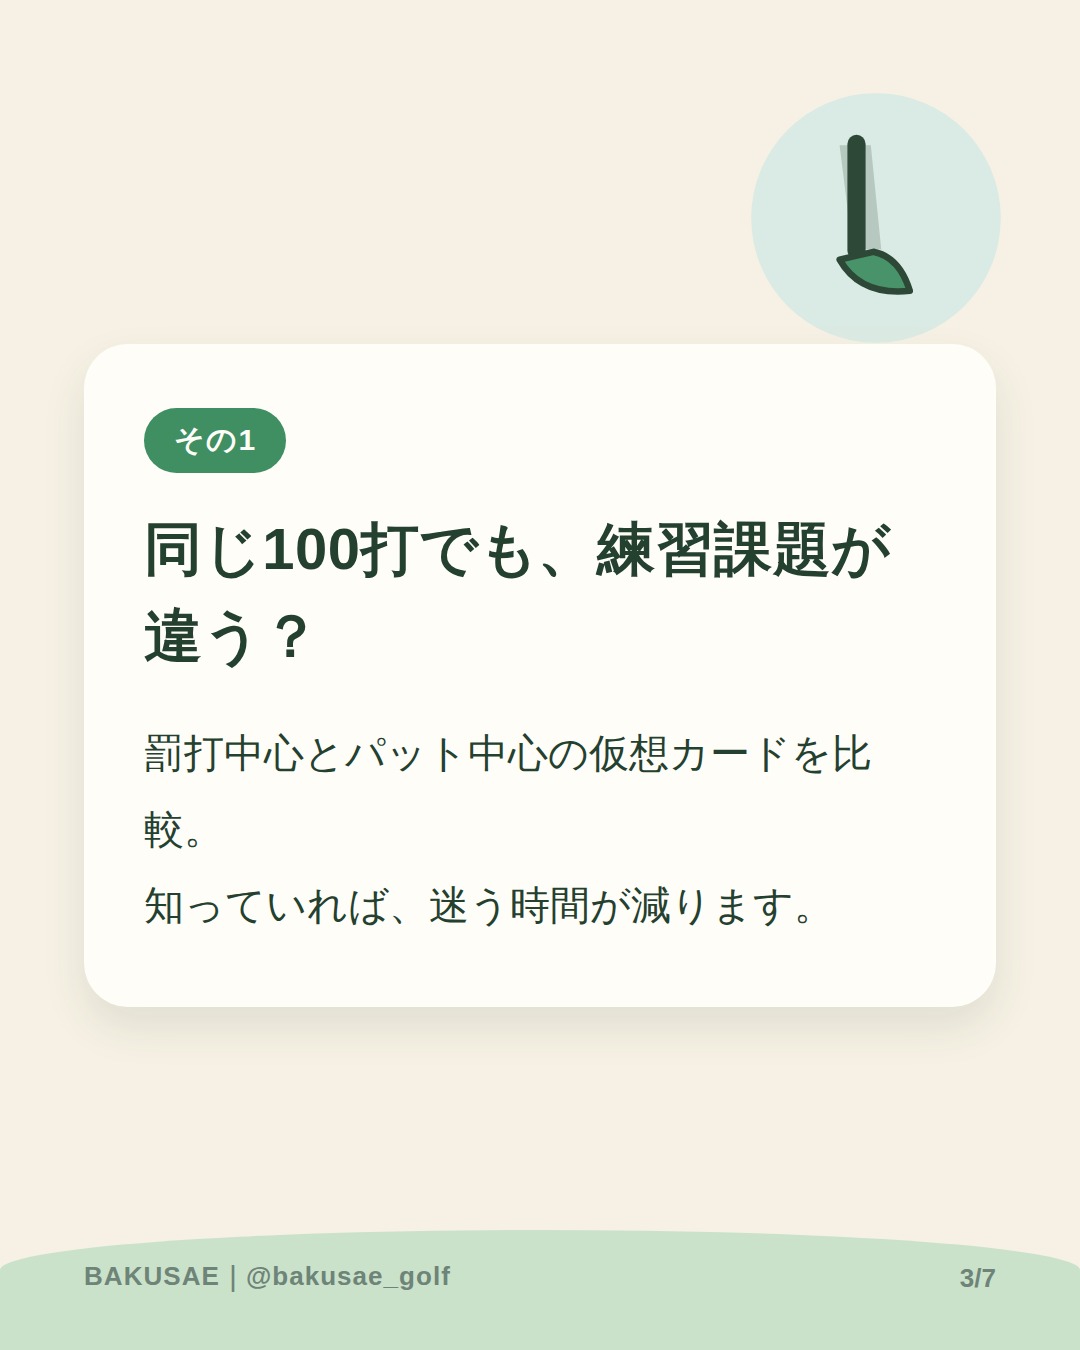 その1
同じ100打でも、練習課題が
違う？
罰打中心とパット中心の仮想カードを比
較。
知っていれば、迷う時間が減ります。
BAKUSAE | @bakusae_golf
3/7